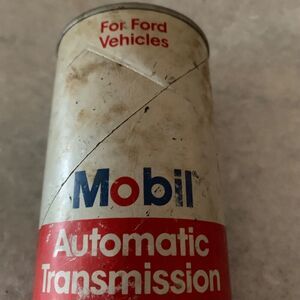 For Ford
Vehicles
Mobil
Automatic
Transmission